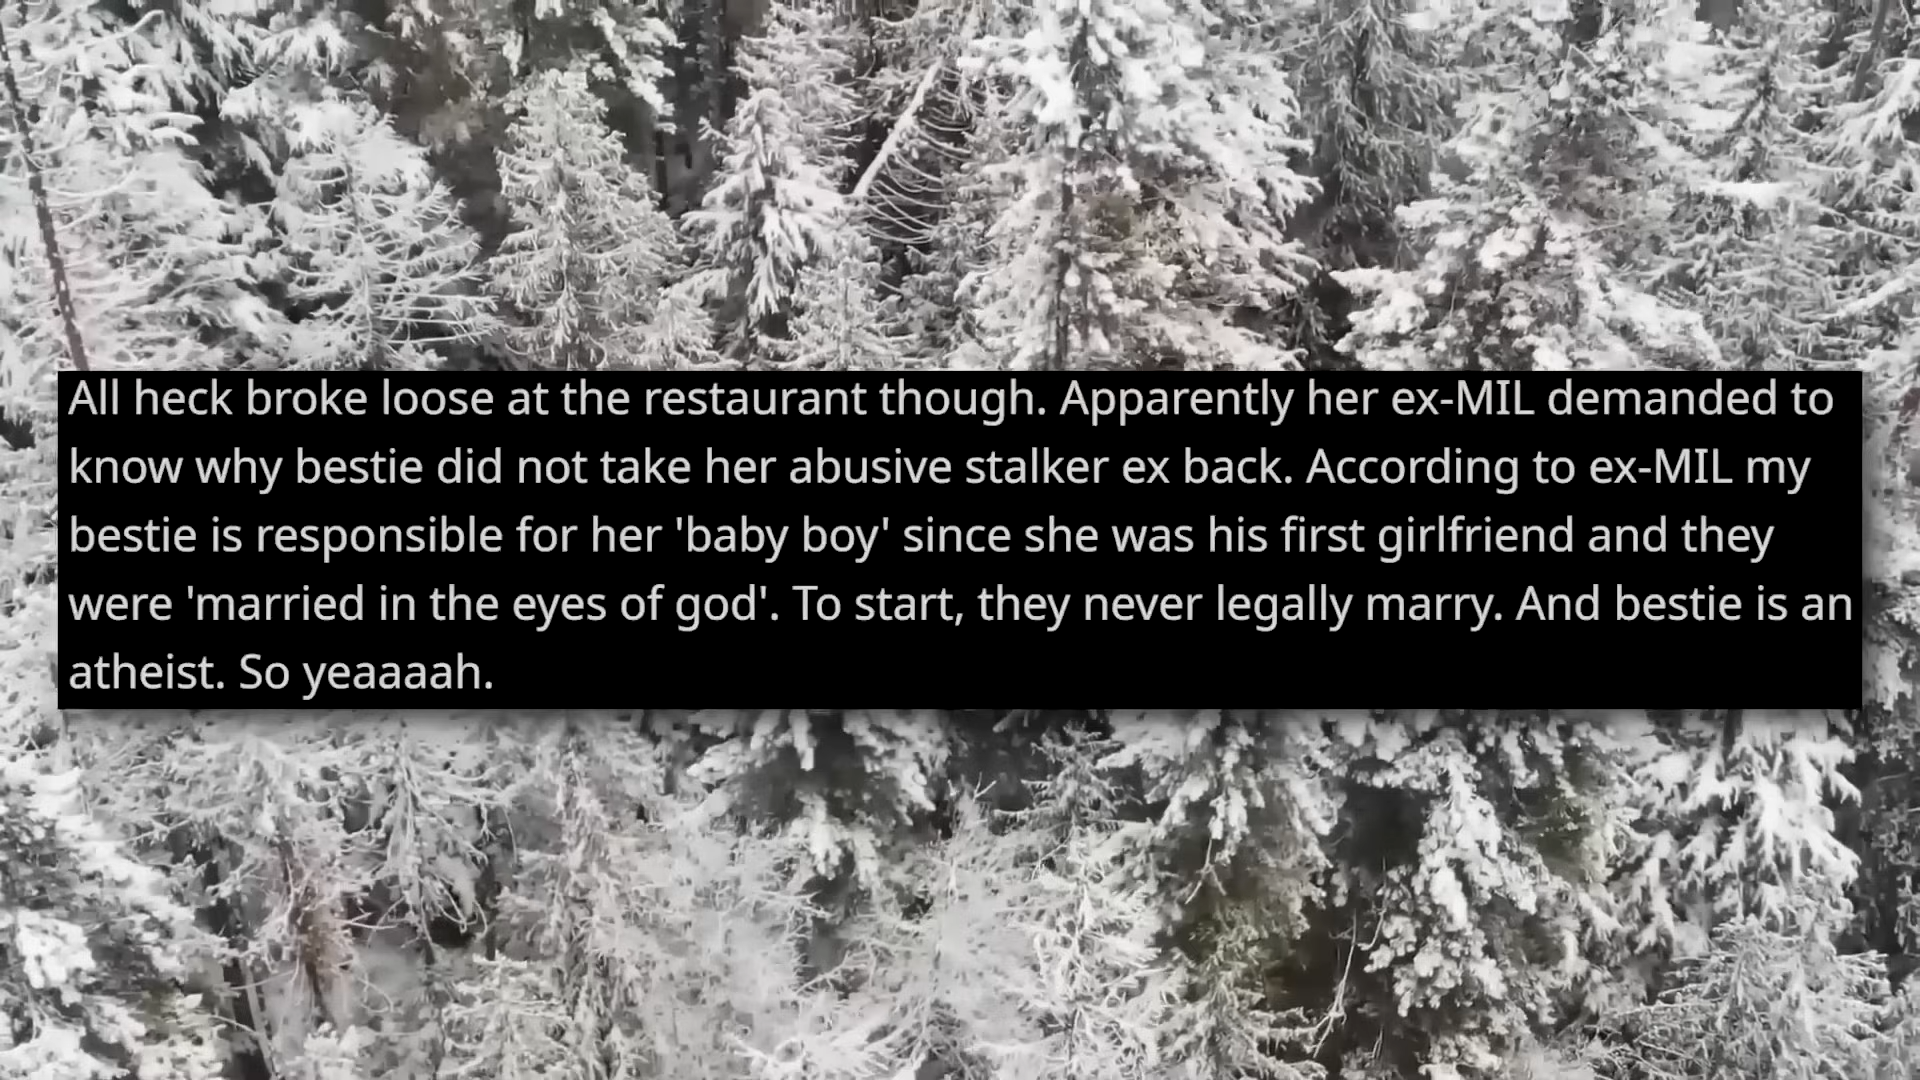 All heck broke loose at the restaurant though. Apparently her ex-MIL demanded to
know why bestie did not take her abusive stalker ex back. According to ex-MIL my
bestie is responsible for her 'baby boy' since she was his first girlfriend and they
were 'married in the eyes of god'. To start, they never legally marry. And bestie is an
atheist. So yeaaaah.